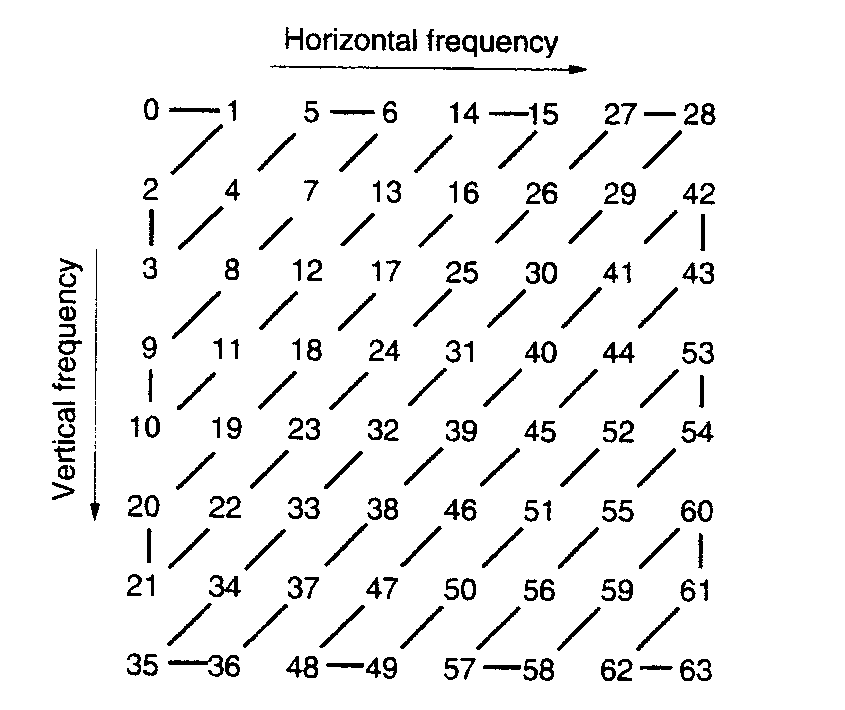 Horizontal frequency
0 1 5 6 14 15 27 28
2 4 7 13 16 26 29 42
3 8 12 17 25 30 41 43
9 11 18 24 31 40 44 53
10 19 23 32 39 45 52 54
20 22 33 38 46 51 55 60
21 34 37 47 50 56 59 61
35 36 48 49 57 58 62 63
Vertical frequency